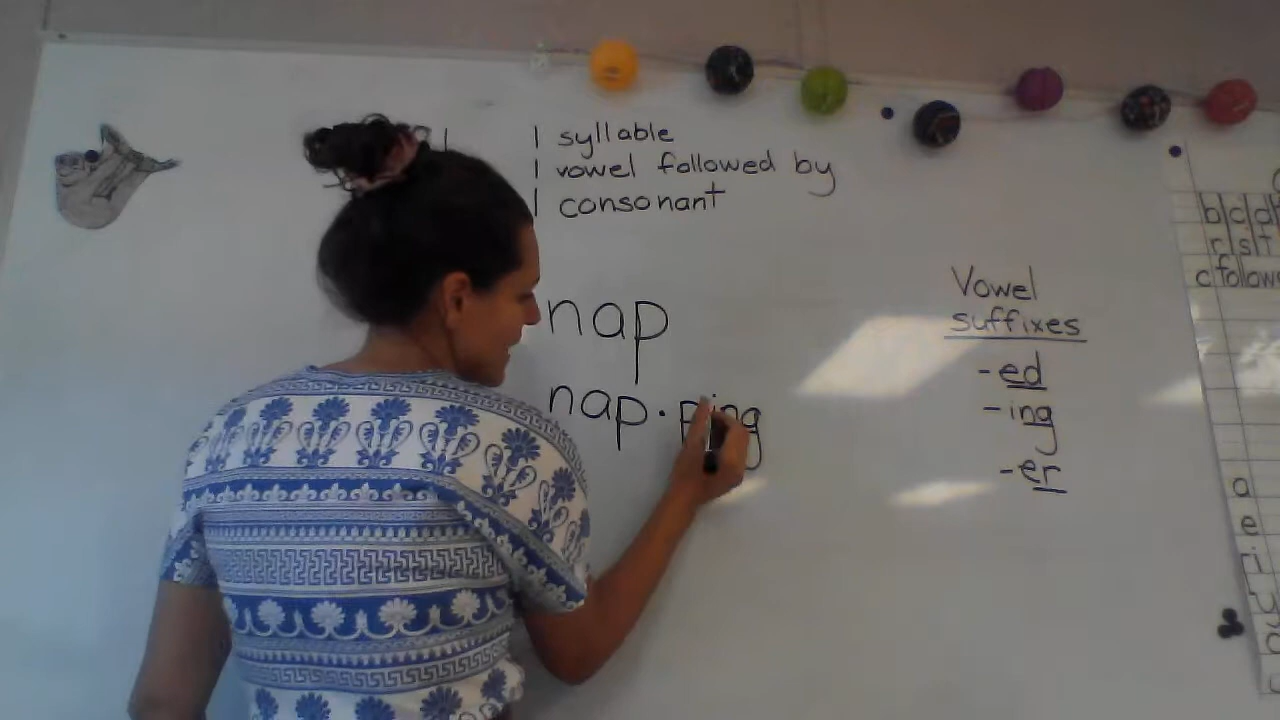 1 syllable
1 vowel followed by
1 consonant
nap
nap·ping
Vowel
suffixes
-ed
-ing
-er
b c d
r s t
c follow
a
e
i